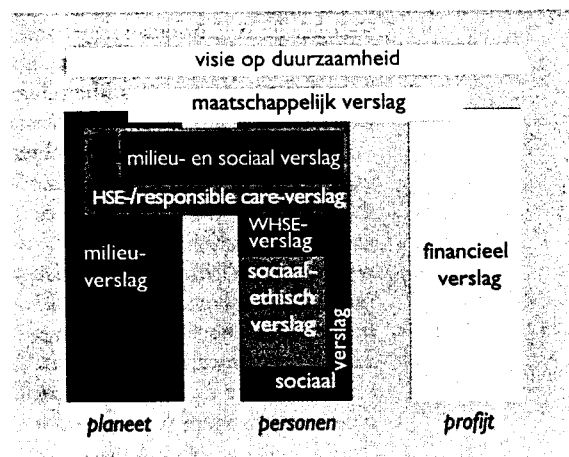 visie op duurzaamheid
maatschappelijk verslag
milieu- en sociaal verslag
HSE-/responsible care-verslag
milieu-
verslag
WHSE-
verslag
sociaal-
ethisch
verslag
sociaal
verslag
financieel
verslag
planeet
personen
profijt